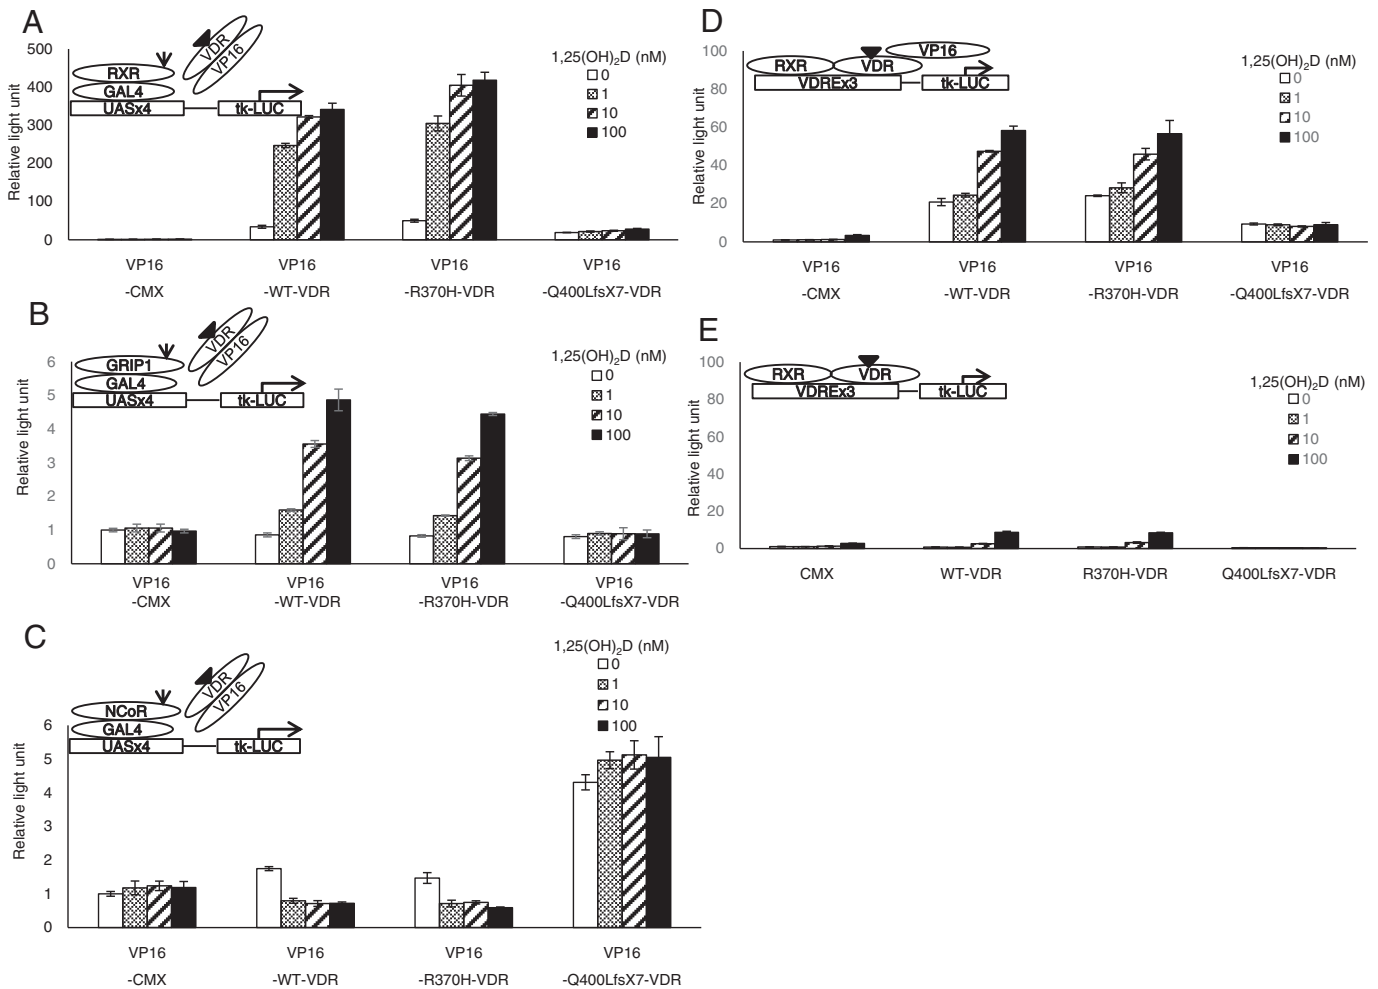 A
500
400
300
200
100
0
Relative light unit
RXR
GAL4
UASx4
tk-LUC
VDR
VP16
1,25(OH)₂D (nM)
0
1
10
100
VP16 VP16 VP16 VP16
-CMX -WT-VDR -R370H-VDR -Q400LfsX7-VDR
B
6
5
4
3
2
1
0
Relative light unit
GRIP1
GAL4
UASx4
tk-LUC
VDR
VP16
1,25(OH)₂D (nM)
0
1
10
100
VP16 VP16 VP16 VP16
-CMX -WT-VDR -R370H-VDR -Q400LfsX7-VDR
C
6
5
4
3
2
1
0
Relative light unit
NCoR
GAL4
UASx4
tk-LUC
VDR
VP16
1,25(OH)₂D (nM)
0
1
10
100
VP16 VP16 VP16 VP16
-CMX -WT-VDR -R370H-VDR -Q400LfsX7-VDR
D
100
80
60
40
20
0
Relative light unit
VP16
RXR VDR
VDREx3 tk-LUC
1,25(OH)₂D (nM)
0
1
10
100
VP16 VP16 VP16 VP16
-CMX -WT-VDR -R370H-VDR -Q400LfsX7-VDR
E
100
80
60
40
20
0
Relative light unit
RXR VDR
VDREx3 tk-LUC
1,25(OH)₂D (nM)
0
1
10
100
CMX WT-VDR R370H-VDR Q400LfsX7-VDR